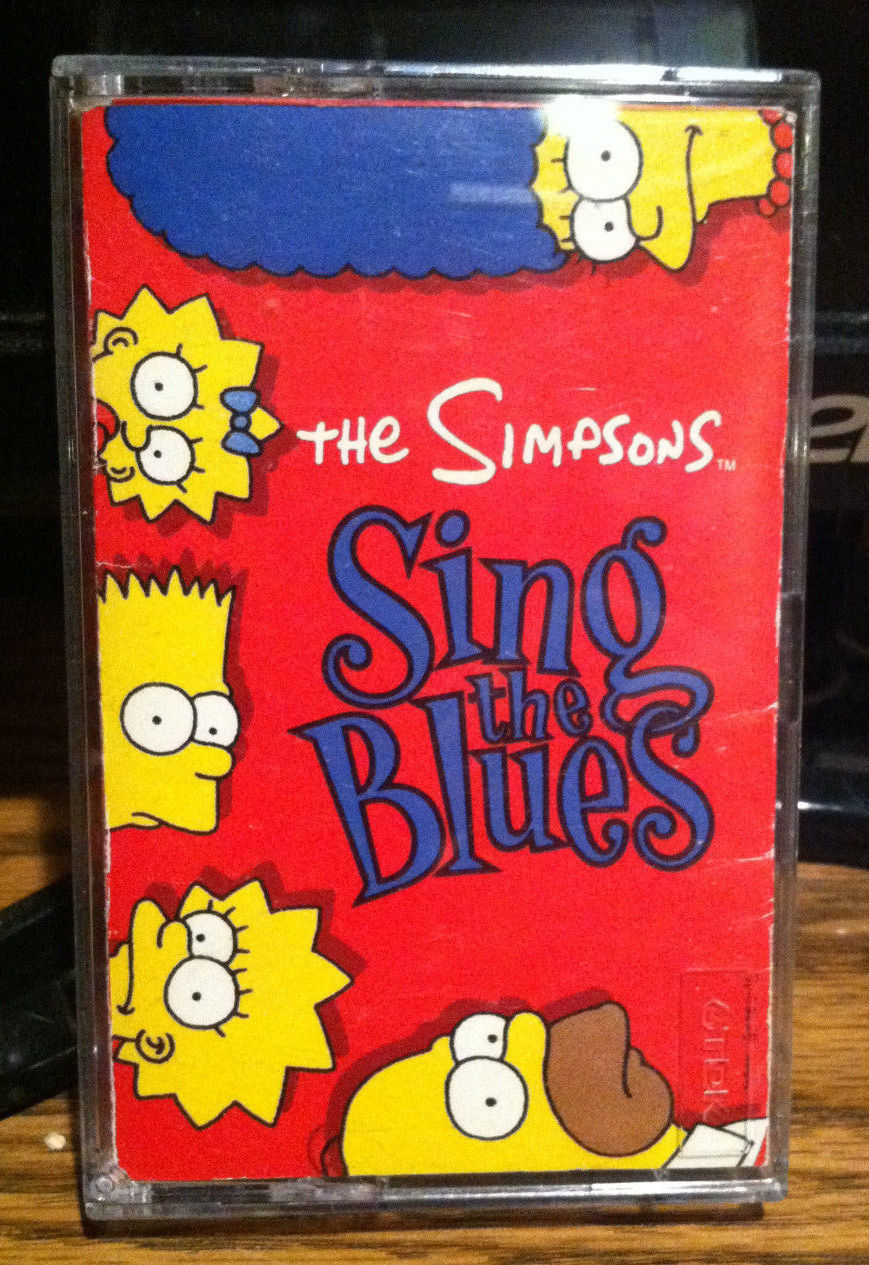 the Simpsons™
Sing
the
Blues